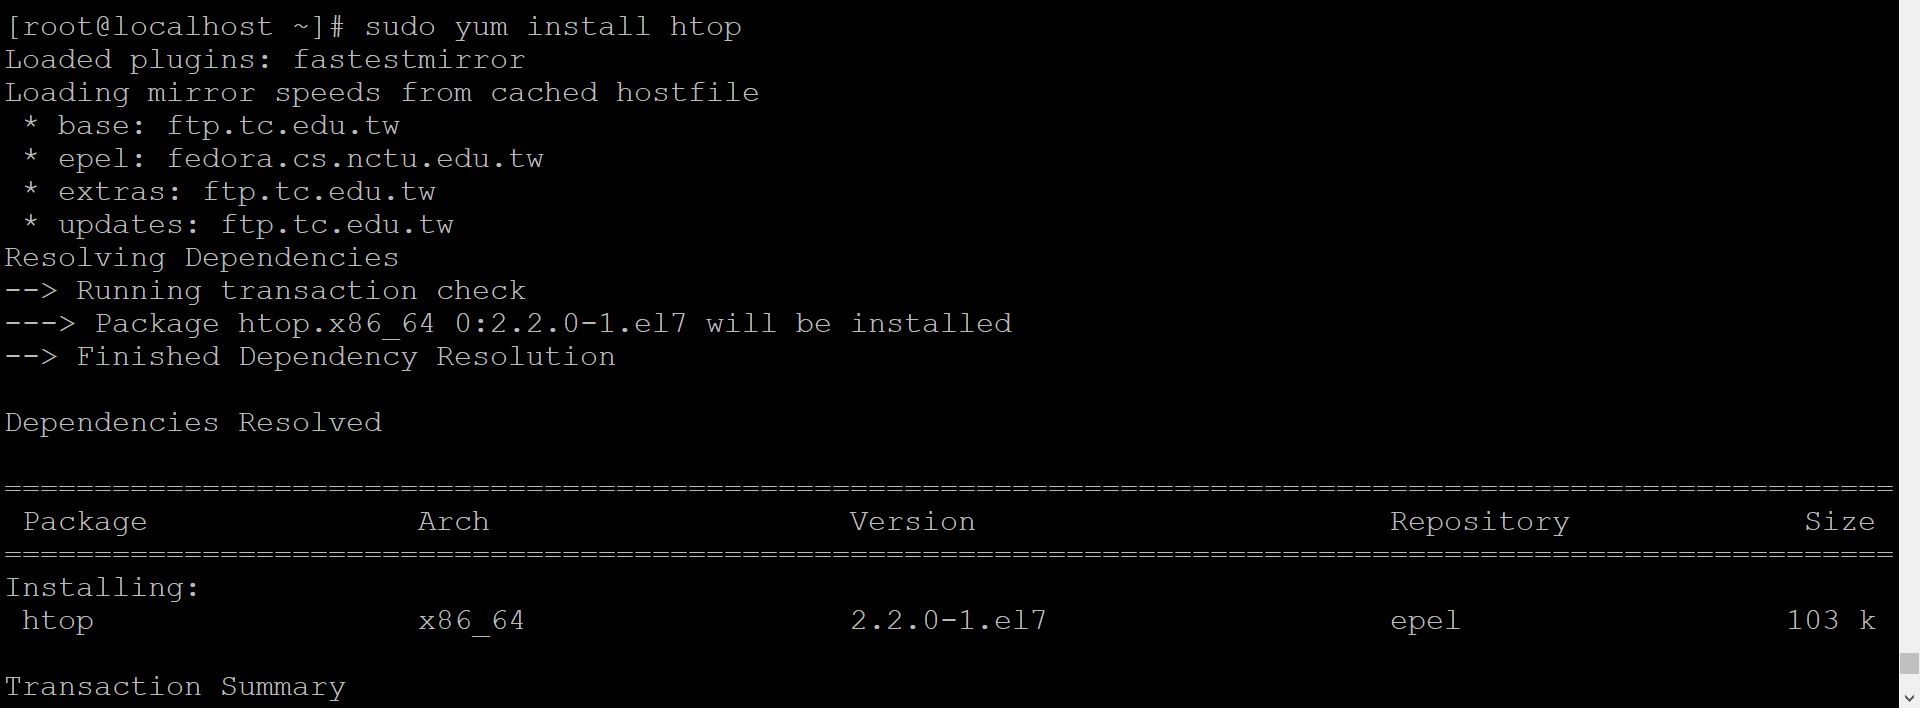 [root@localhost ~]# sudo yum install htop
Loaded plugins: fastestmirror
Loading mirror speeds from cached hostfile
 * base: ftp.tc.edu.tw
 * epel: fedora.cs.nctu.edu.tw
 * extras: ftp.tc.edu.tw
 * updates: ftp.tc.edu.tw
Resolving Dependencies
--> Running transaction check
---> Package htop.x86_64 0:2.2.0-1.el7 will be installed
--> Finished Dependency Resolution

Dependencies Resolved

=========================================================================================================
 Package               Arch                    Version                       Repository             Size
=========================================================================================================
Installing:
 htop                  x86_64                  2.2.0-1.el7                   epel                  103 k

Transaction Summary